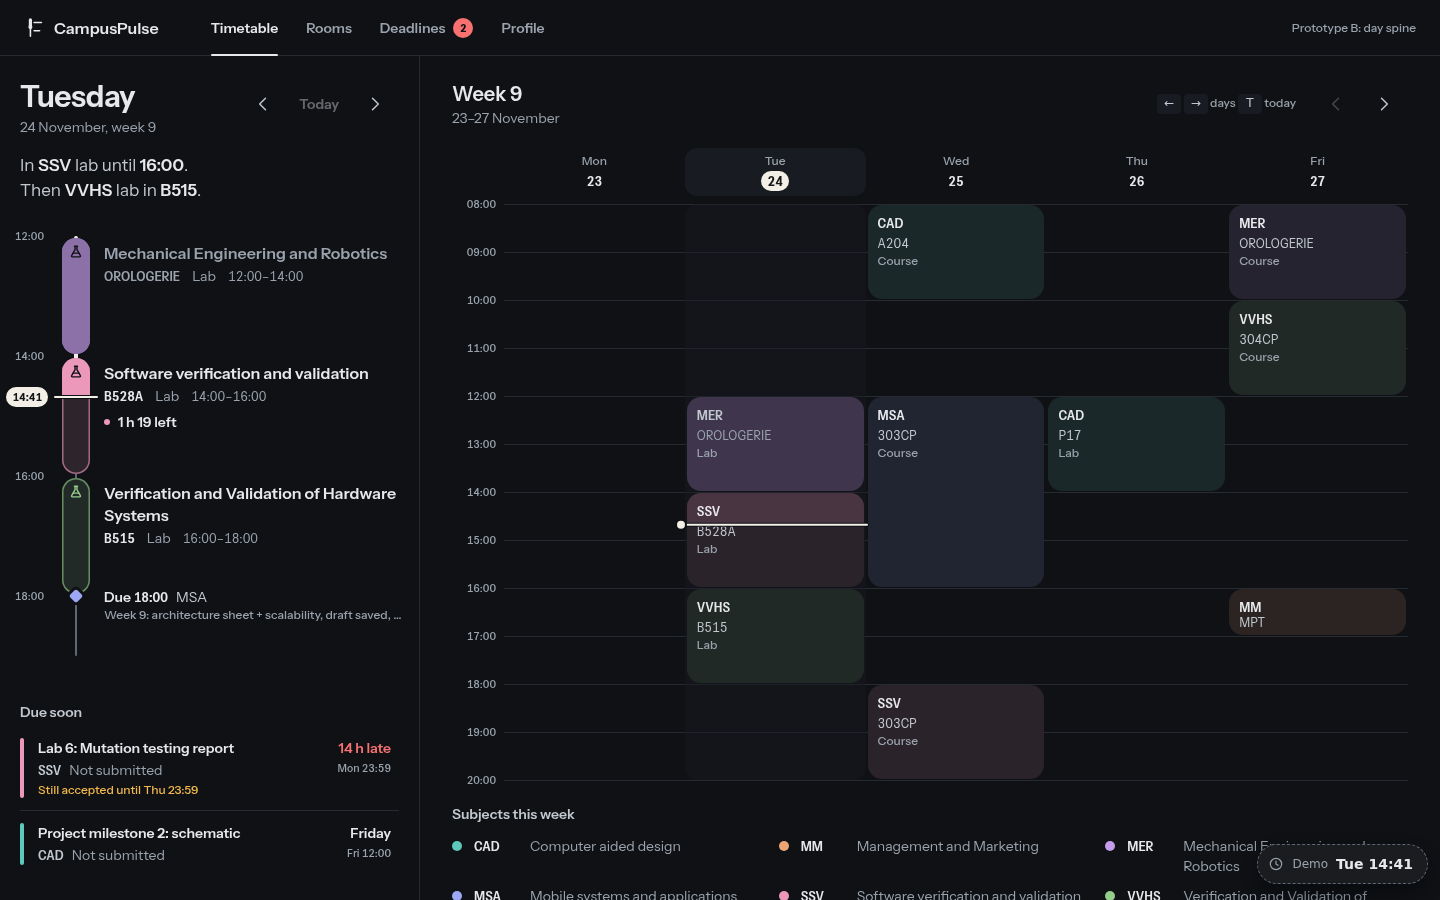 CampusPulse
Timetable
Rooms
Deadlines 2
Profile
Prototype B: day spine
Tuesday
Today
24 November, week 9
In SSV lab until 16:00.
Then VVHS lab in B515.
12:00
Mechanical Engineering and Robotics
OROLOGERIE Lab 12:00–14:00
14:00
Software verification and validation
14:41
B528A Lab 14:00–16:00
1 h 19 left
16:00
Verification and Validation of Hardware
Systems
B515 Lab 16:00–18:00
18:00
Due 18:00 MSA
Week 9: architecture sheet + scalability, draft saved, …
Due soon
Lab 6: Mutation testing report
14 h late
SSV Not submitted
Mon 23:59
Still accepted until Thu 23:59
Project milestone 2: schematic
Friday
CAD Not submitted
Fri 12:00
Week 9
23–27 November
← → days T today
Mon
23
Tue
24
Wed
25
Thu
26
Fri
27
08:00
09:00
10:00
11:00
12:00
13:00
14:00
15:00
16:00
17:00
18:00
19:00
20:00
MER
OROLOGERIE
Lab
SSV
B528A
Lab
VVHS
B515
Lab
CAD
A204
Course
MSA
303CP
Course
SSV
303CP
Course
CAD
P17
Lab
MER
OROLOGERIE
Course
VVHS
304CP
Course
MM
MPT
Subjects this week
CAD Computer aided design
MM Management and Marketing
MER Mechanical
Robotics
MSA Mobile systems and applications
SSV Software verification and validation
VVHS Verification and Validation of
Demo Tue 14:41